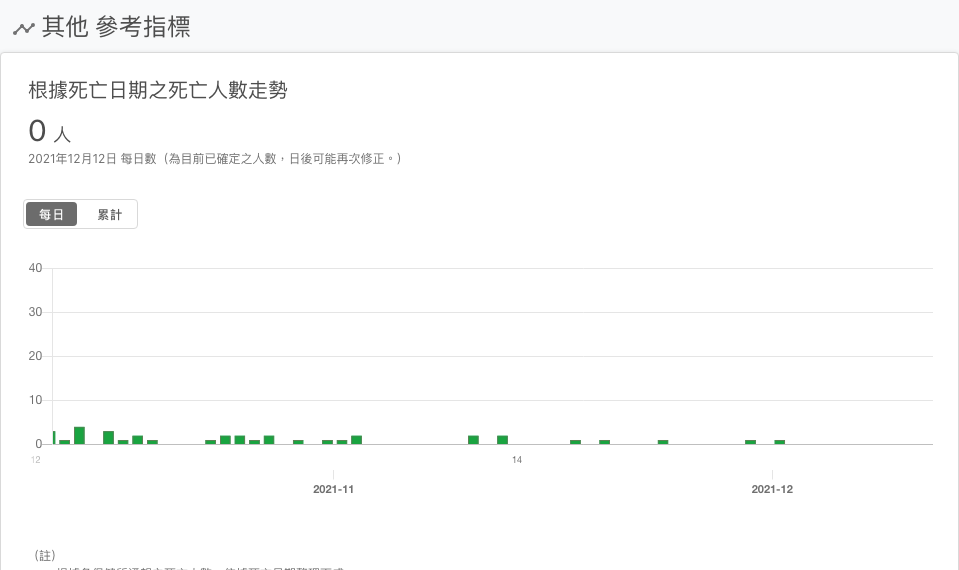 其他 參考指標
根據死亡日期之死亡人數走勢
0 人
2021年12月12日 每日數（為目前已確定之人數，日後可能再次修正。）
每日 累計
40
30
20
10
0
12 14
2021-11 2021-12
（註）